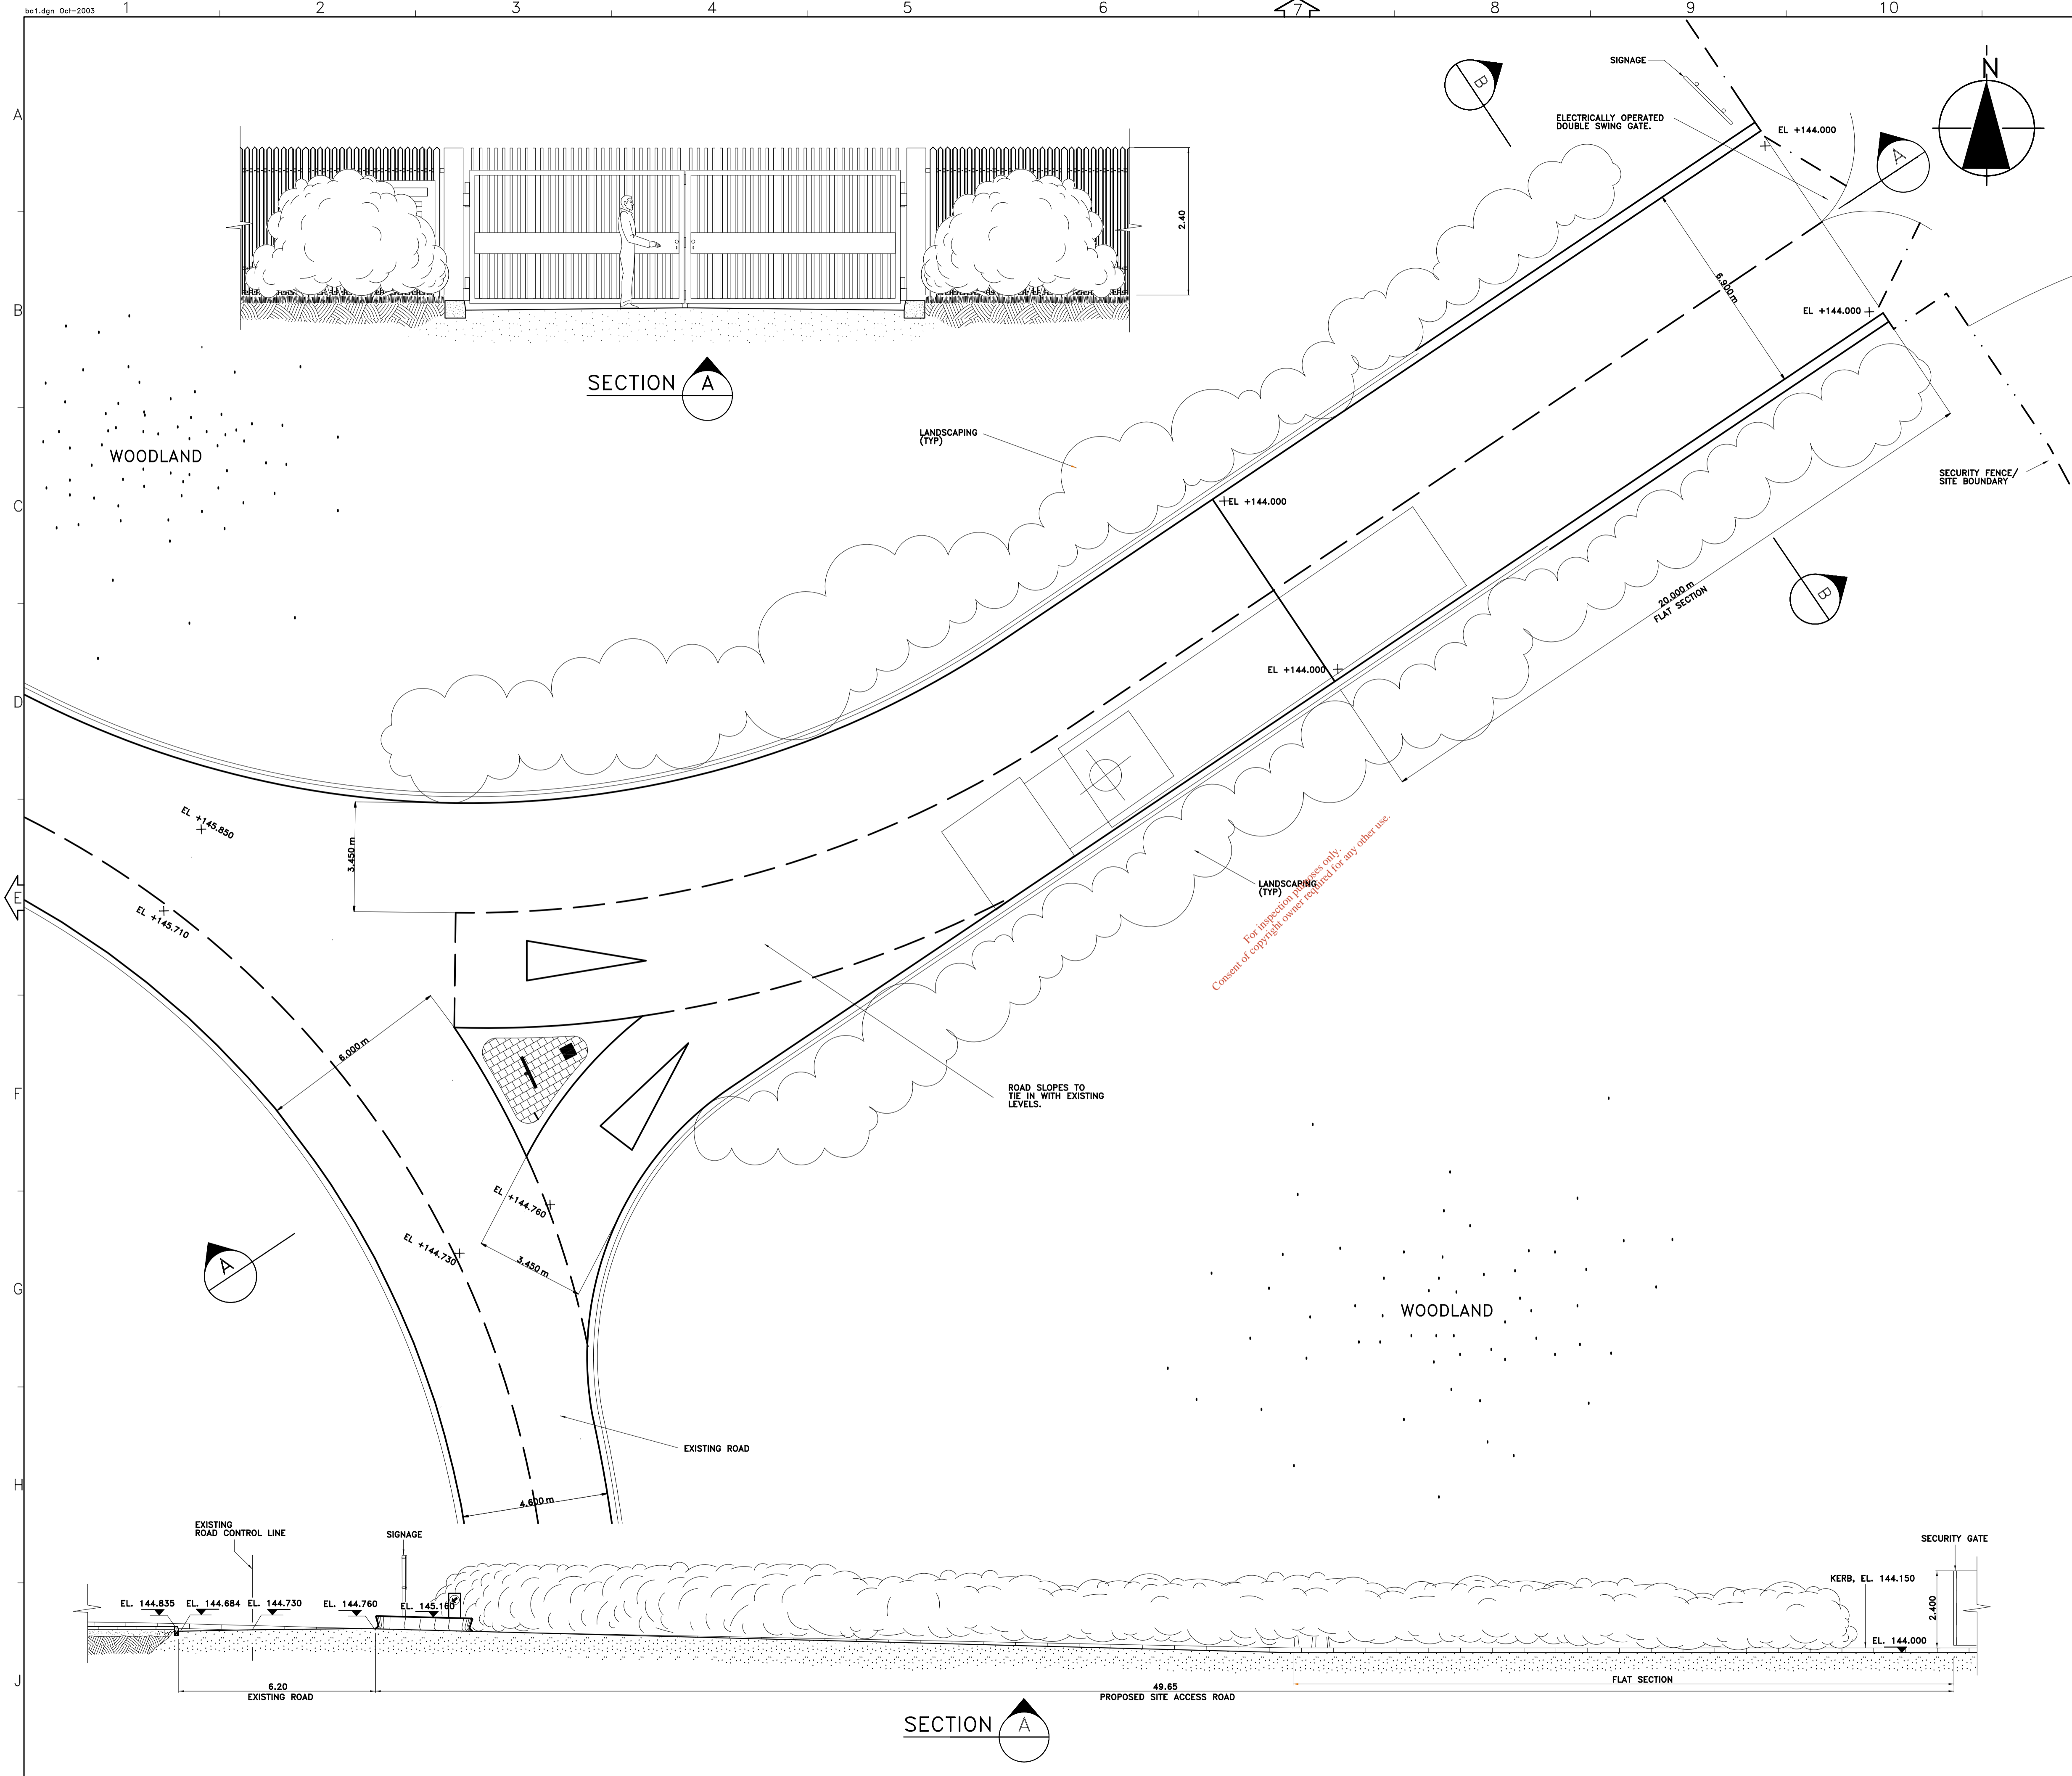 ba1.dgn Oct-2003
1 2 3 4 5 6 7 8 9 10
A
B
C
D
E
F
G
H
J
N
SIGNAGE
B
ELECTRICALLY OPERATED
DOUBLE SWING GATE.
EL +144.000
A
2.40
6.900 m
EL +144.000
SECTION A
WOODLAND
LANDSCAPING
(TYP)
SECURITY FENCE/
SITE BOUNDARY
EL +144.000
20.000 m
FLAT SECTION
B
EL +144.000
EL +145.850
3.450 m
EL +145.710
LANDSCAPING
(TYP)
For inspection purposes only.
Consent of copyright owner required for any other use.
6.000 m
ROAD SLOPES TO
TIE IN WITH EXISTING
LEVELS.
EL +144.760
EL +144.730
3.450 m
A
WOODLAND
EXISTING ROAD
4.600 m
EXISTING
ROAD CONTROL LINE
SIGNAGE
SECURITY GATE
KERB, EL. 144.150
EL. 144.835 EL. 144.684 EL. 144.730 EL. 144.760 EL. 145.160
2.400
EL. 144.000
6.20
EXISTING ROAD
49.65
PROPOSED SITE ACCESS ROAD
FLAT SECTION
SECTION A